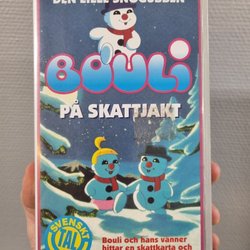 DEN LILLE SNÖGUBBEN
BOULi
PÅ SKATTJAKT
SVENSKT
TAL
Bouli och hans vänner
hittar en skattkarta och